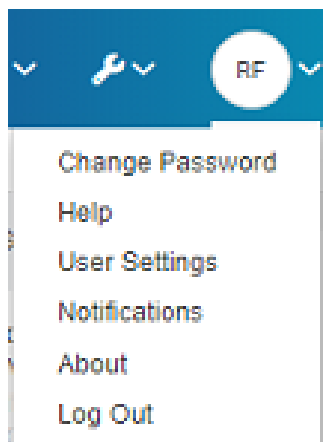 RF
Change Password
Help
User Settings
Notifications
About
Log Out